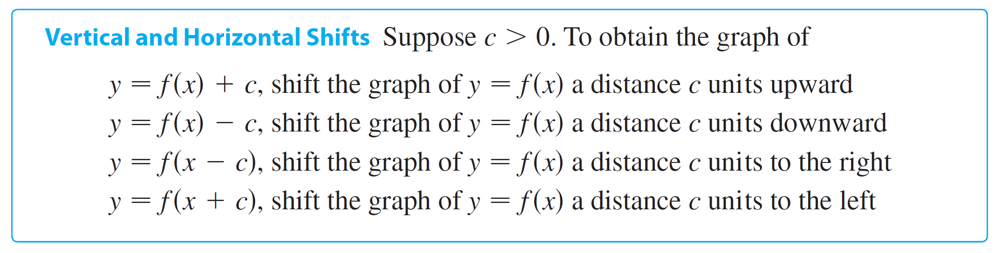 Vertical and Horizontal Shifts Suppose c > 0. To obtain the graph of
y = f(x) + c, shift the graph of y = f(x) a distance c units upward
y = f(x) − c, shift the graph of y = f(x) a distance c units downward
y = f(x − c), shift the graph of y = f(x) a distance c units to the right
y = f(x + c), shift the graph of y = f(x) a distance c units to the left